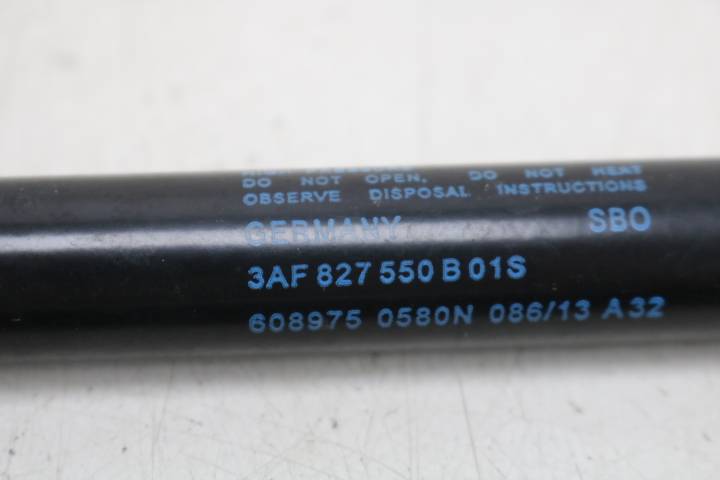 DO NOT OPEN. DO NOT HEAT
OBSERVE DISPOSAL INSTRUCTIONS
GERMANY SBO
3AF 827 550 B 01S
608975 0580N 086/13 A32